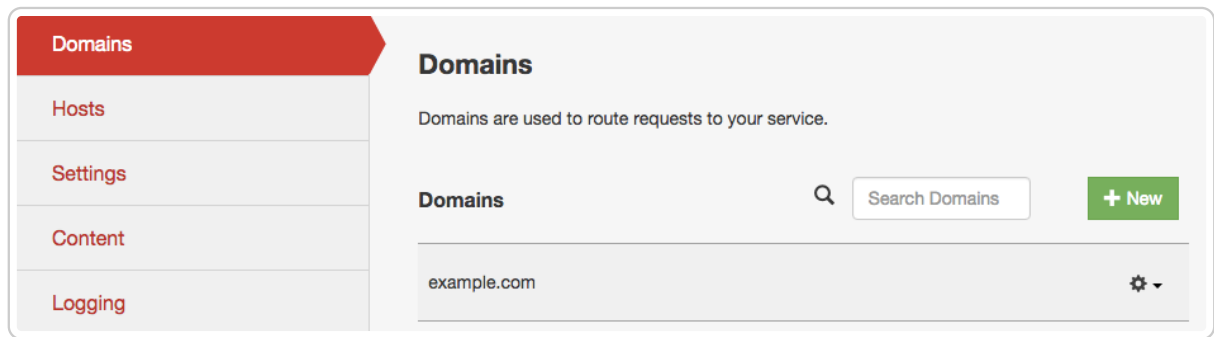 Domains
Hosts
Settings
Content
Logging
Domains
Domains are used to route requests to your service.
Domains
Search Domains
New
example.com